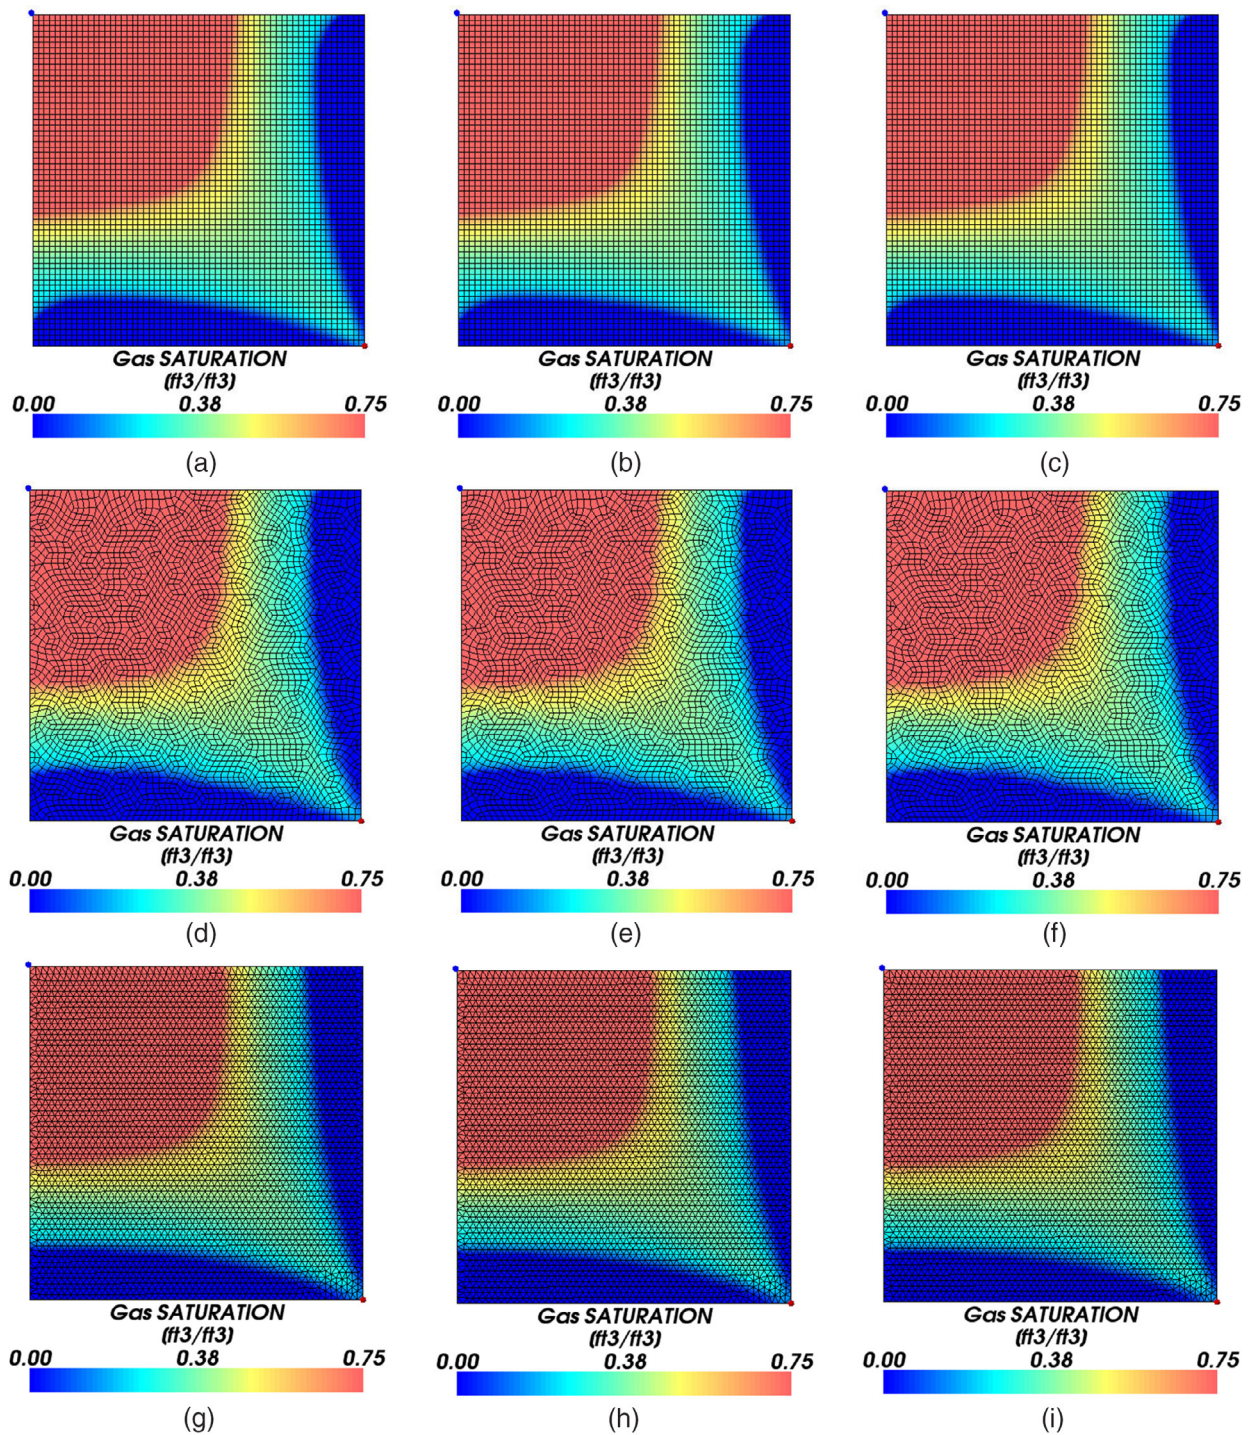 Gas SATURATION Gas SATURATION Gas SATURATION
(ft3/ft3) (ft3/ft3) (ft3/ft3)
0.00 0.38 0.75 0.00 0.38 0.75 0.00 0.38 0.75
(a) (b) (c)
Gas SATURATION Gas SATURATION Gas SATURATION
(ft3/ft3) (ft3/ft3) (ft3/ft3)
0.00 0.38 0.75 0.00 0.38 0.75 0.00 0.38 0.75
(d) (e) (f)
Gas SATURATION Gas SATURATION Gas SATURATION
(ft3/ft3) (ft3/ft3) (ft3/ft3)
0.00 0.38 0.75 0.00 0.38 0.75 0.00 0.38 0.75
(g) (h) (i)